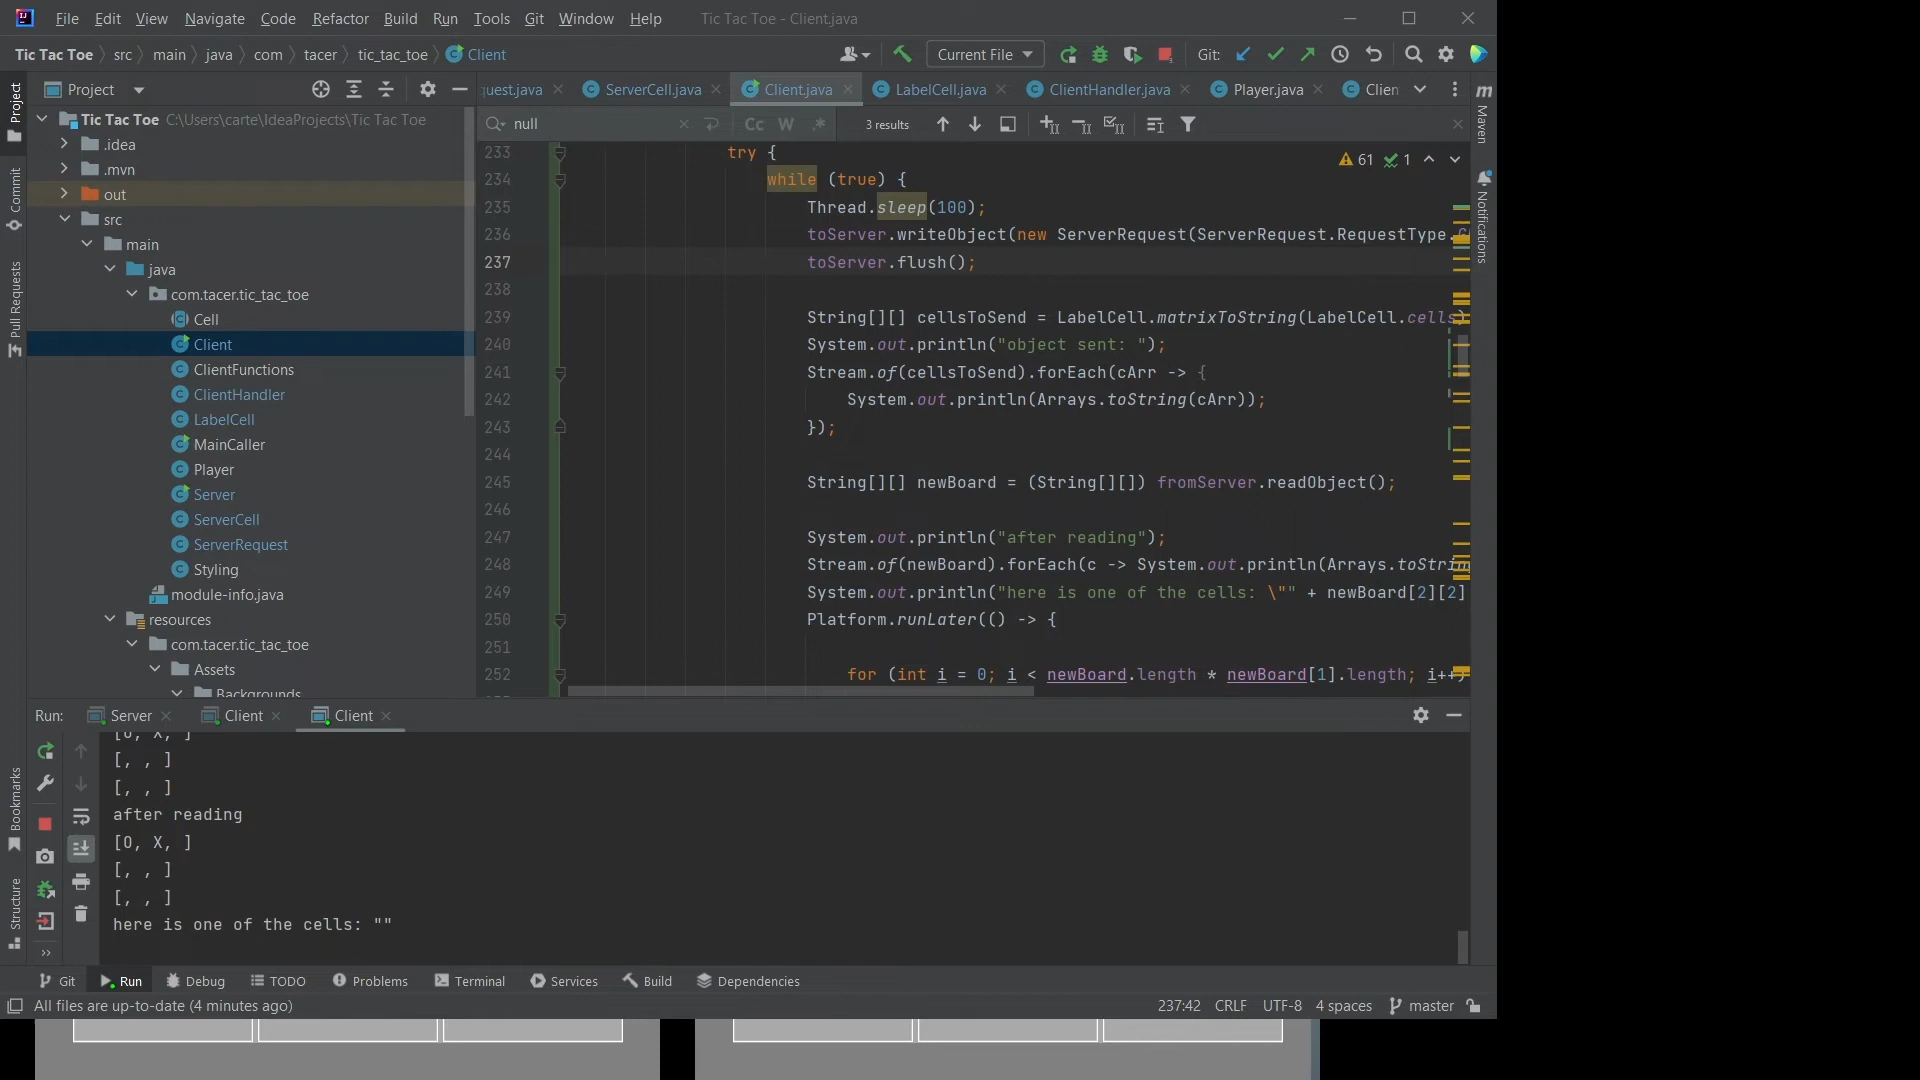 File Edit View Navigate Code Refactor Build Run Tools Git Window Help Tic Tac Toe - Client.java
Tic Tac Toe src main java com tacer tic_tac_toe Client Current File Git:
Project quest.java ServerCell.java Client.java LabelCell.java ClientHandler.java Player.java Clien
null Cc W .* 3 results
Tic Tac Toe C:\Users\carte\IdeaProjects\Tic Tac Toe
.idea
.mvn
out
src
main
java
com.tacer.tic_tac_toe
Cell
Client
ClientFunctions
ClientHandler
LabelCell
MainCaller
Player
Server
ServerCell
ServerRequest
Styling
module-info.java
resources
com.tacer.tic_tac_toe
Assets
Backgrounds
Project
Commit
Pull Requests
Bookmarks
Structure
61 1
233 try {
234 while (true) {
235 Thread.sleep(100);
236 toServer.writeObject(new ServerRequest(ServerRequest.RequestType.
237 toServer.flush();
238
239 String[][] cellsToSend = LabelCell.matrixToString(LabelCell.cells)
240 System.out.println("object sent: ");
241 Stream.of(cellsToSend).forEach(cArr -> {
242 System.out.println(Arrays.toString(cArr));
243 });
244
245 String[][] newBoard = (String[][]) fromServer.readObject();
246
247 System.out.println("after reading");
248 Stream.of(newBoard).forEach(c -> System.out.println(Arrays.toStrin
249 System.out.println("here is one of the cells: \"" + newBoard[2][2]
250 Platform.runLater(() -> {
251
252 for (int i = 0; i < newBoard.length * newBoard[1].length; i++)
m Maven
Notifications
Run: Server Client Client
[O, X, ]
[, , ]
[, , ]
after reading
[O, X, ]
[, , ]
[, , ]
here is one of the cells: ""
Git Run Debug TODO Problems Terminal Services Build Dependencies
All files are up-to-date (4 minutes ago) 237:42 CRLF UTF-8 4 spaces master